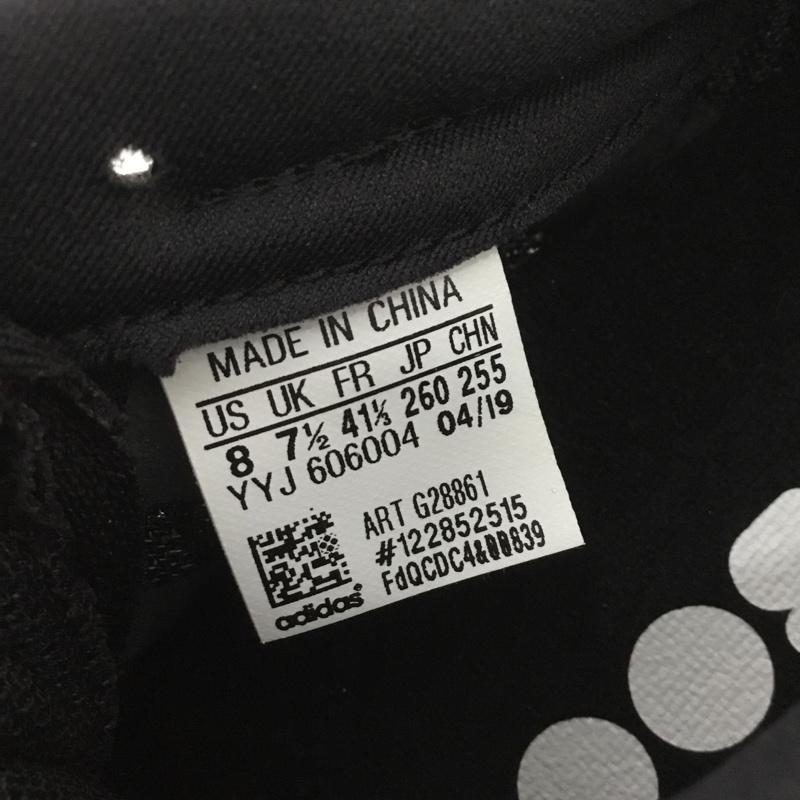 MADE IN CHINA
US UK FR JP CHN
8 7½ 41⅓ 260 255
YYJ 606004 04/19
ART G28861
#122852515
adidas